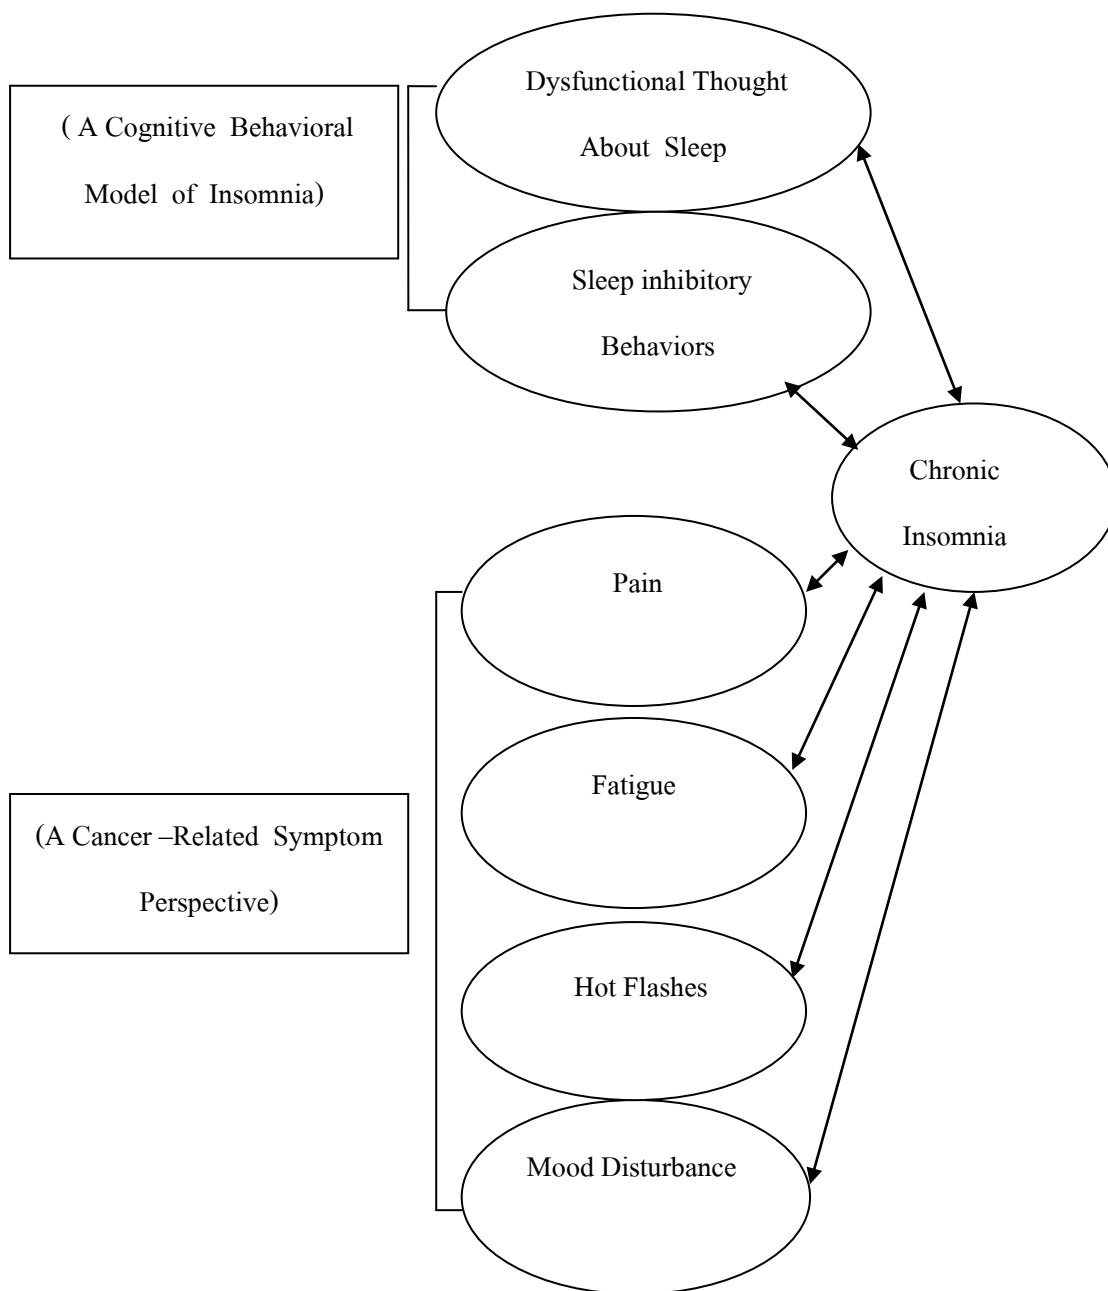 Dysfunctional Thought
About Sleep
( A Cognitive Behavioral
Model of Insomnia)
Sleep inhibitory
Behaviors
Chronic
Insomnia
Pain
Fatigue
(A Cancer –Related Symptom
Perspective)
Hot Flashes
Mood Disturbance